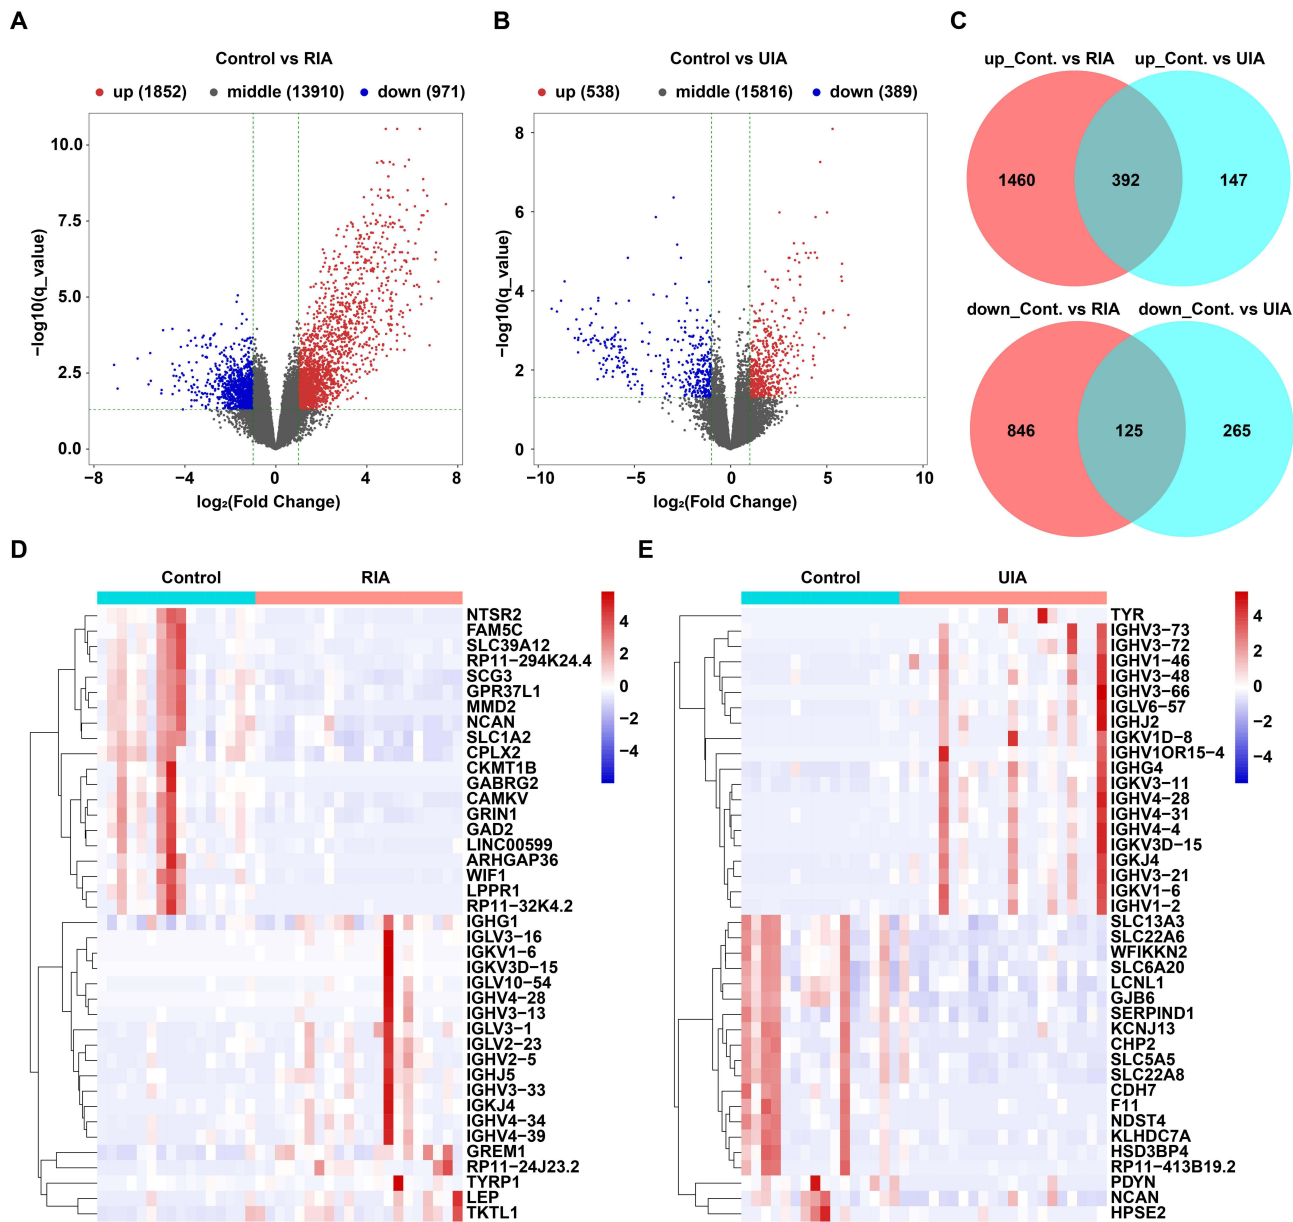 A
B
C
Control vs RIA
up (1852) middle (13910) down (971)
10.0
7.5
5.0
2.5
0.0
−log10(q_value)
−8 −4 0 4 8
log₂(Fold Change)
Control vs UIA
up (538) middle (15816) down (389)
8
6
4
2
0
−log10(q_value)
−10 −5 0 5 10
log₂(Fold Change)
up_Cont. vs RIA up_Cont. vs UIA
1460 392 147
down_Cont. vs RIA down_Cont. vs UIA
846 125 265
D
Control RIA
NTSR2
FAM5C
SLC39A12
RP11−294K24.4
SCG3
GPR37L1
MMD2
NCAN
SLC1A2
CPLX2
CKMT1B
GABRG2
CAMKV
GRIN1
GAD2
LINC00599
ARHGAP36
WIF1
LPPR1
RP11−32K4.2
IGHG1
IGLV3−16
IGKV1−6
IGKV3D−15
IGLV10−54
IGHV4−28
IGHV3−13
IGLV3−1
IGLV2−23
IGHV2−5
IGHJ5
IGHV3−33
IGKJ4
IGHV4−34
IGHV4−39
GREM1
RP11−24J23.2
TYRP1
LEP
TKTL1
4
2
0
−2
−4
E
Control UIA
TYR
IGHV3−73
IGHV3−72
IGHV1−46
IGHV3−48
IGHV3−66
IGLV6−57
IGHJ2
IGKV1D−8
IGHV1OR15−4
IGHG4
IGKV3−11
IGHV4−28
IGHV4−31
IGHV4−4
IGKV3D−15
IGKJ4
IGHV3−21
IGKV1−6
IGHV1−2
SLC13A3
SLC22A6
WFIKKN2
SLC6A20
LCNL1
GJB6
SERPIND1
KCNJ13
CHP2
SLC5A5
SLC22A8
CDH7
F11
NDST4
KLHDC7A
HSD3BP4
RP11−413B19.2
PDYN
NCAN
HPSE2
4
2
0
−2
−4